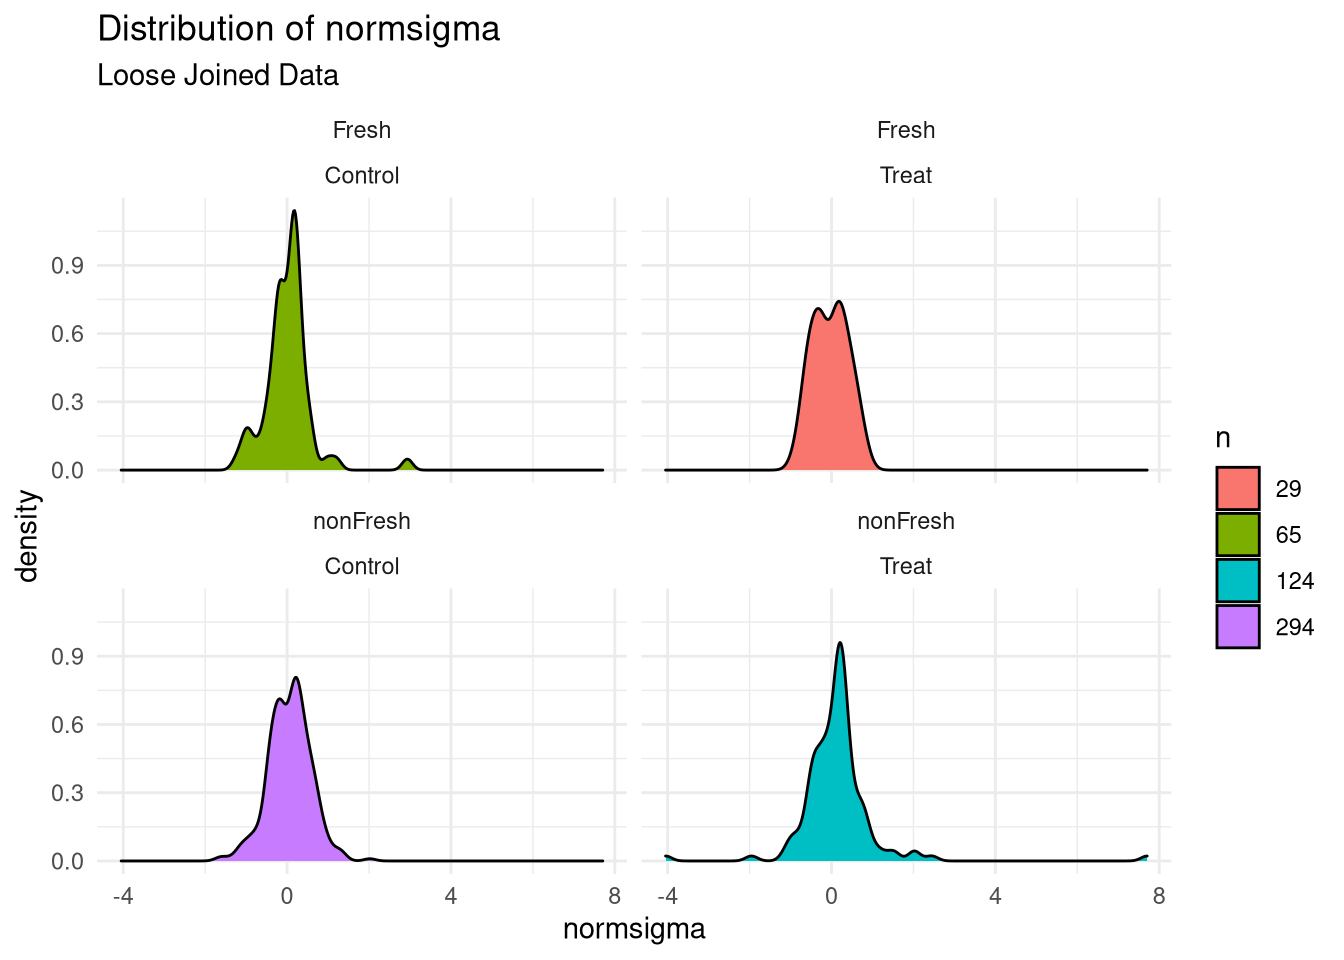 Distribution of normsigma
Loose Joined Data
Fresh
Control
Fresh
Treat
0.9
0.6
0.3
0.0
nonFresh
Control
nonFresh
Treat
0.9
0.6
0.3
0.0
-4 0 4 8
-4 0 4 8
normsigma
density
n
29
65
124
294